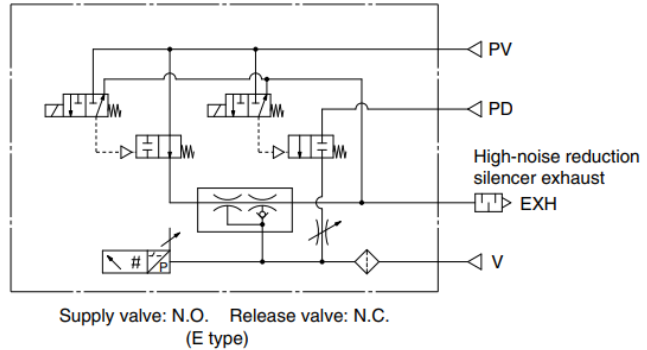 PV
PD
High-noise reduction
silencer exhaust
EXH
# P
V
Supply valve: N.O. Release valve: N.C.
(E type)